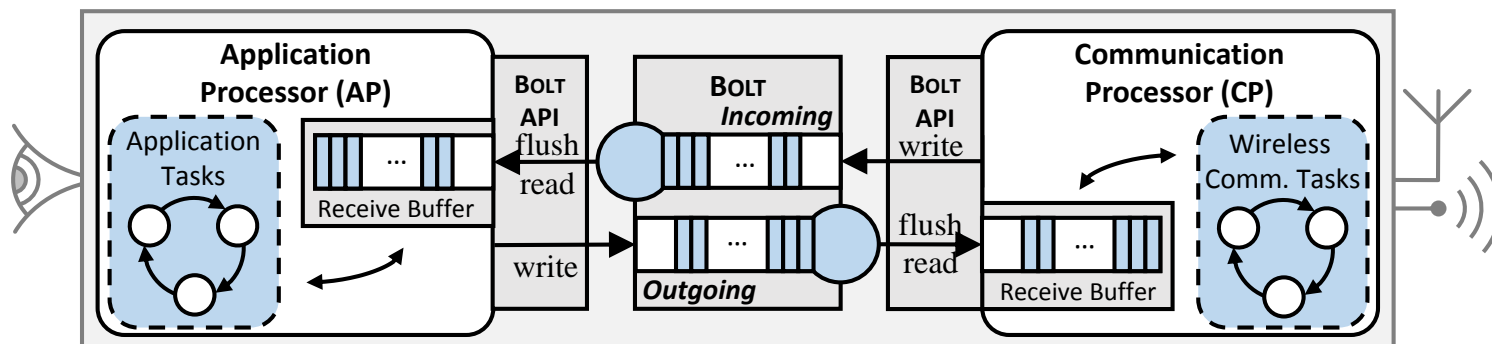 Application
Processor (AP)
Application
Tasks
...
Receive Buffer
BOLT
API
flush
read
write
BOLT
Incoming
...
...
Outgoing
BOLT
API
write
flush
read
Communication
Processor (CP)
Wireless
Comm. Tasks
...
Receive Buffer